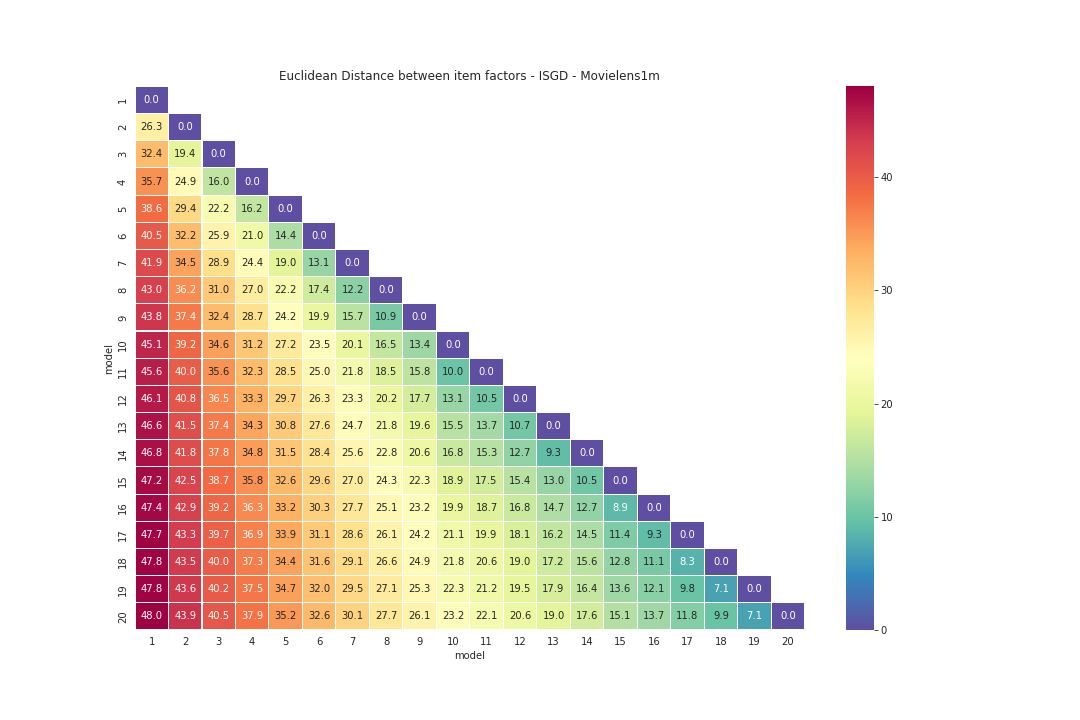 Euclidean Distance between item factors - ISGD - Movielens1m
1 0.0
2 26.3 0.0
3 32.4 19.4 0.0
4 35.7 24.9 16.0 0.0
5 38.6 29.4 22.2 16.2 0.0
6 40.5 32.2 25.9 21.0 14.4 0.0
7 41.9 34.5 28.9 24.4 19.0 13.1 0.0
8 43.0 36.2 31.0 27.0 22.2 17.4 12.2 0.0
9 43.8 37.4 32.4 28.7 24.2 19.9 15.7 10.9 0.0
10 45.1 39.2 34.6 31.2 27.2 23.5 20.1 16.5 13.4 0.0
11 45.6 40.0 35.6 32.3 28.5 25.0 21.8 18.5 15.8 10.0 0.0
12 46.1 40.8 36.5 33.3 29.7 26.3 23.3 20.2 17.7 13.1 10.5 0.0
13 46.6 41.5 37.4 34.3 30.8 27.6 24.7 21.8 19.6 15.5 13.7 10.7 0.0
14 46.8 41.8 37.8 34.8 31.5 28.4 25.6 22.8 20.6 16.8 15.3 12.7 9.3 0.0
15 47.2 42.5 38.7 35.8 32.6 29.6 27.0 24.3 22.3 18.9 17.5 15.4 13.0 10.5 0.0
16 47.4 42.9 39.2 36.3 33.2 30.3 27.7 25.1 23.2 19.9 18.7 16.8 14.7 12.7 8.9 0.0
17 47.7 43.3 39.7 36.9 33.9 31.1 28.6 26.1 24.2 21.1 19.9 18.1 16.2 14.5 11.4 9.3 0.0
18 47.8 43.5 40.0 37.3 34.4 31.6 29.1 26.6 24.9 21.8 20.6 19.0 17.2 15.6 12.8 11.1 8.3 0.0
19 47.8 43.6 40.2 37.5 34.7 32.0 29.5 27.1 25.3 22.3 21.2 19.5 17.9 16.4 13.6 12.1 9.8 7.1 0.0
20 48.0 43.9 40.5 37.9 35.2 32.6 30.1 27.7 26.1 23.2 22.1 20.6 19.0 17.6 15.1 13.7 11.8 9.9 7.1 0.0
1 2 3 4 5 6 7 8 9 10 11 12 13 14 15 16 17 18 19 20
model
model
40
30
20
10
0